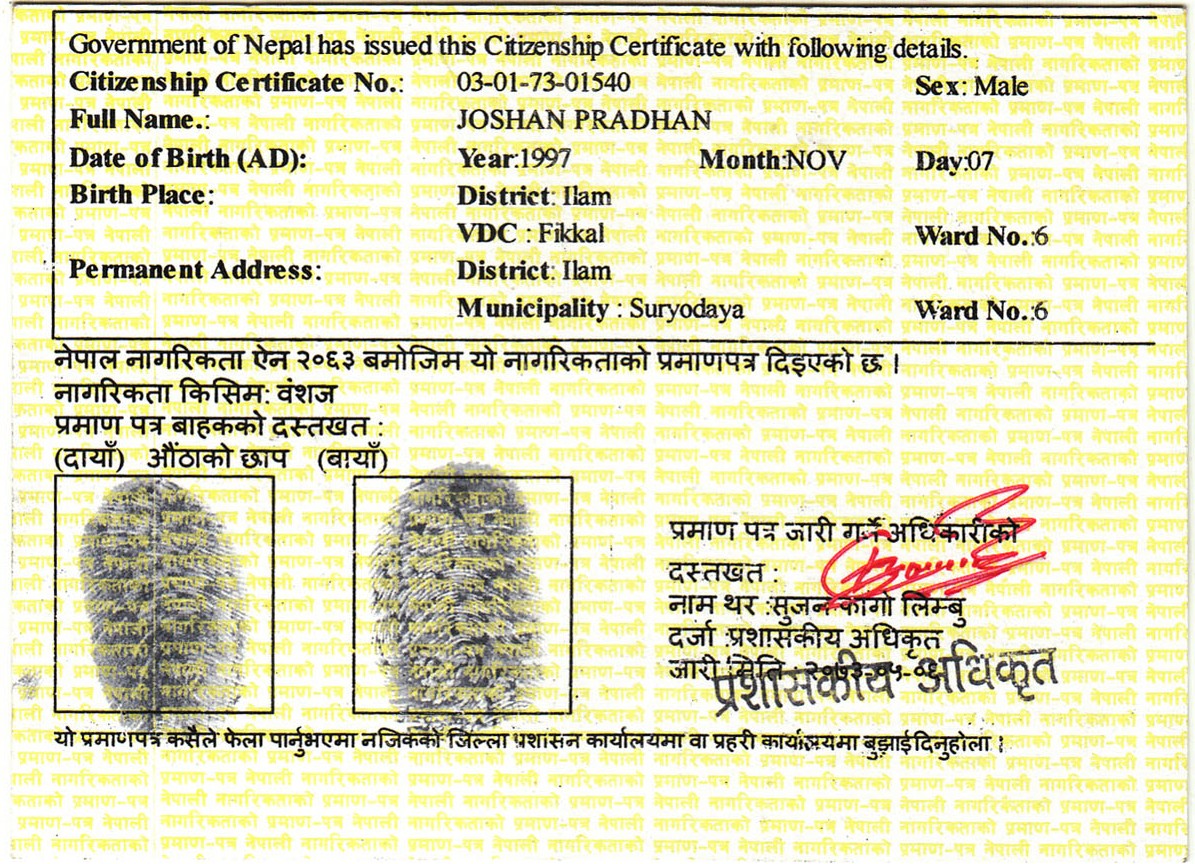 Government of Nepal has issued this Citizenship Certificate with following details.
Citizenship Certificate No.: 03-01-73-01540 Sex: Male
Full Name.: JOSHAN PRADHAN
Date of Birth (AD): Year:1997 Month:NOV Day:07
Birth Place: District: Ilam
VDC : Fikkal Ward No.:6
Permanent Address: District: Ilam
Municipality : Suryodaya Ward No.:6
नेपाल नागरिकता ऐन २०६३ बमोजिम यो नागरिकताको प्रमाणपत्र दिइएको छ ।
नागरिकता किसिम: वंशज
प्रमाण पत्र बाहकको दस्तखत :
(दायाँ) औंठाको छाप (बायाँ)
प्रमाण पत्र जारी गर्ने अधिकारीको
दस्तखत :
नाम थर :सुजन कागो लिम्बु
दर्जा :प्रशासकीय अधिकृत
जारी मिति :
प्रशासकीय अधिकृत
यो प्रमाणपत्र कसैले फेला पार्नुभएमा नजिकको जिल्ला प्रशासन कार्यालयमा वा प्रहरी कार्यालयमा बुझाईदिनुहोला ।